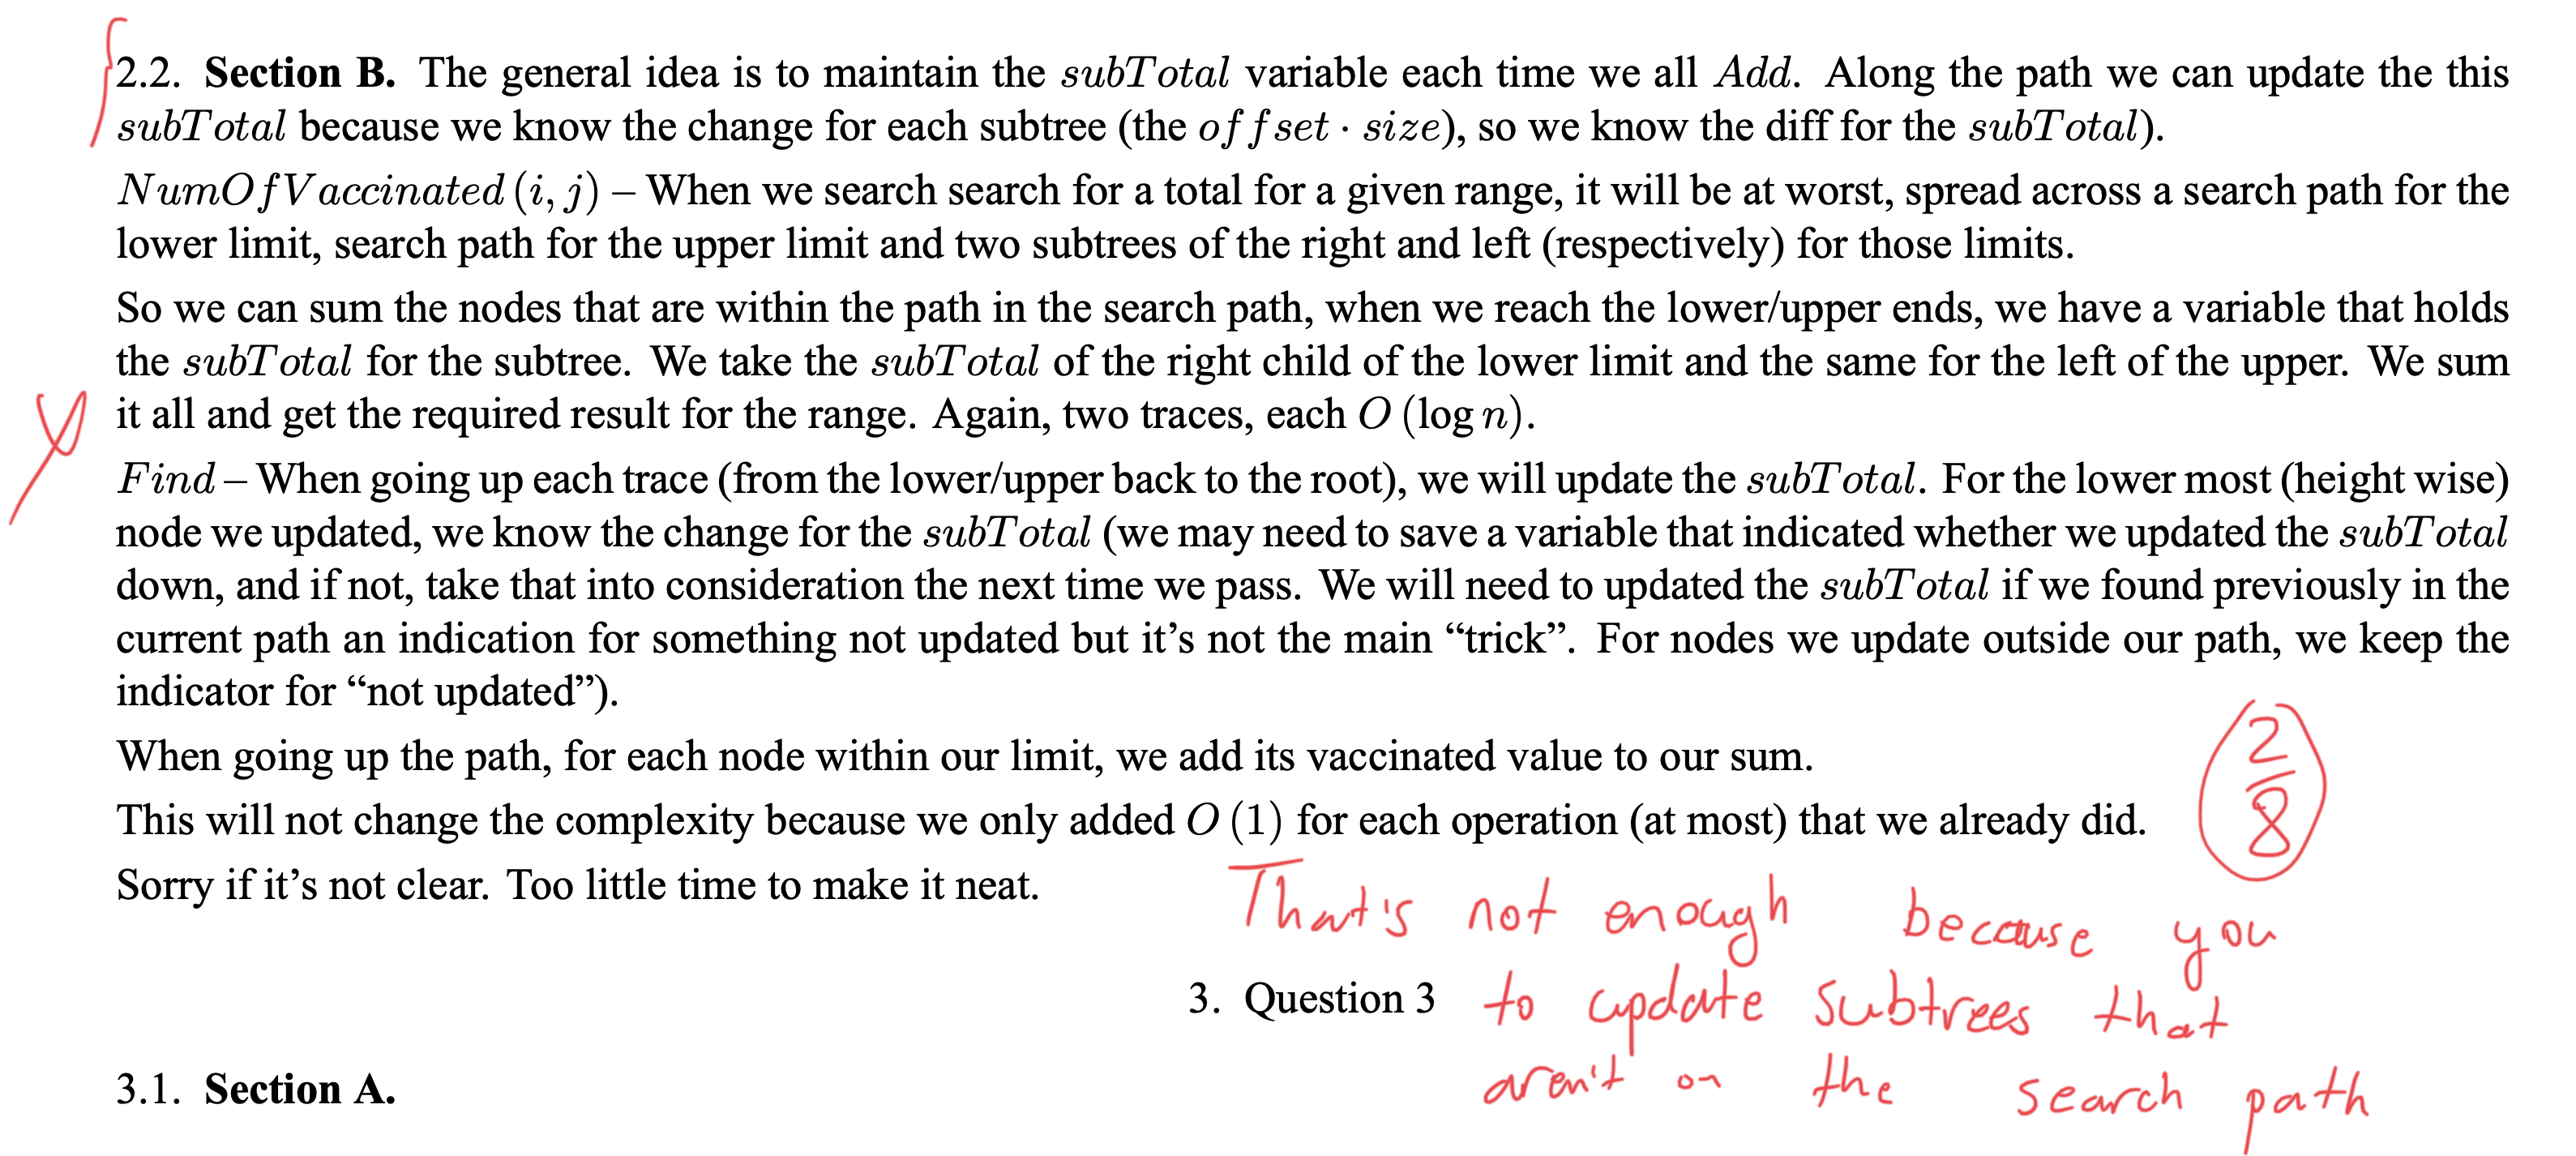 2.2. Section B. The general idea is to maintain the subTotal variable each time we all Add. Along the path we can update the this
subTotal because we know the change for each subtree (the offset · size), so we know the diff for the subTotal).
NumOfVaccinated (i, j) – When we search search for a total for a given range, it will be at worst, spread across a search path for the
lower limit, search path for the upper limit and two subtrees of the right and left (respectively) for those limits.
So we can sum the nodes that are within the path in the search path, when we reach the lower/upper ends, we have a variable that holds
the subTotal for the subtree. We take the subTotal of the right child of the lower limit and the same for the left of the upper. We sum
it all and get the required result for the range. Again, two traces, each O (log n).
Find – When going up each trace (from the lower/upper back to the root), we will update the subTotal. For the lower most (height wise)
node we updated, we know the change for the subTotal (we may need to save a variable that indicated whether we updated the subTotal
down, and if not, take that into consideration the next time we pass. We will need to updated the subTotal if we found previously in the
current path an indication for something not updated but it's not the main “trick”. For nodes we update outside our path, we keep the
indicator for “not updated”).
When going up the path, for each node within our limit, we add its vaccinated value to our sum.
This will not change the complexity because we only added O (1) for each operation (at most) that we already did.
2/8
Sorry if it's not clear. Too little time to make it neat.
That's not enough because you
3. Question 3
to update subtrees that
aren't on the search path
3.1. Section A.